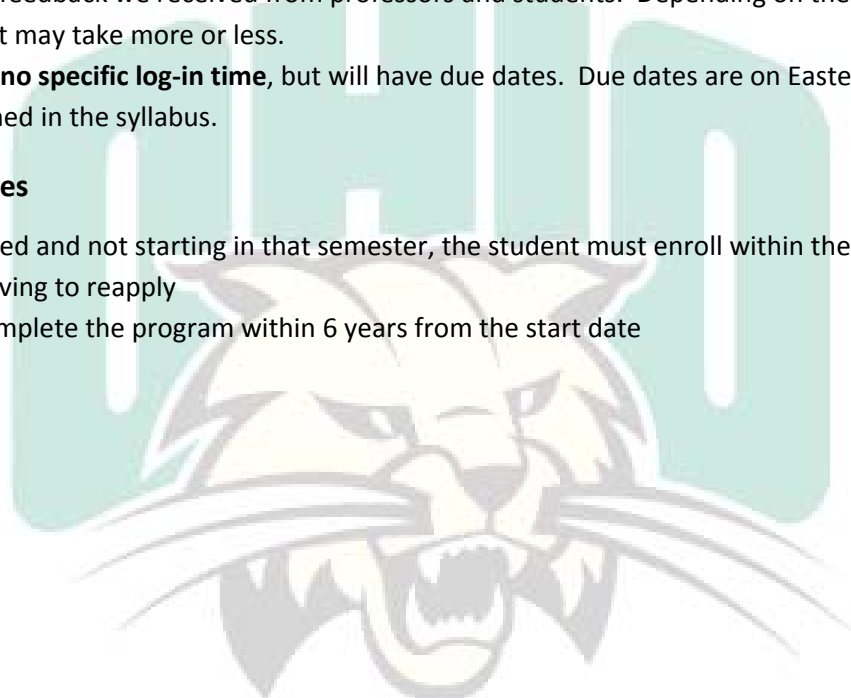 OHIO
feedback we received from professors and students. Depending on the
t may take more or less.
no specific log-in time, but will have due dates. Due dates are on Easte
ned in the syllabus.
es
ed and not starting in that semester, the student must enroll within the
ving to reapply
mplete the program within 6 years from the start date